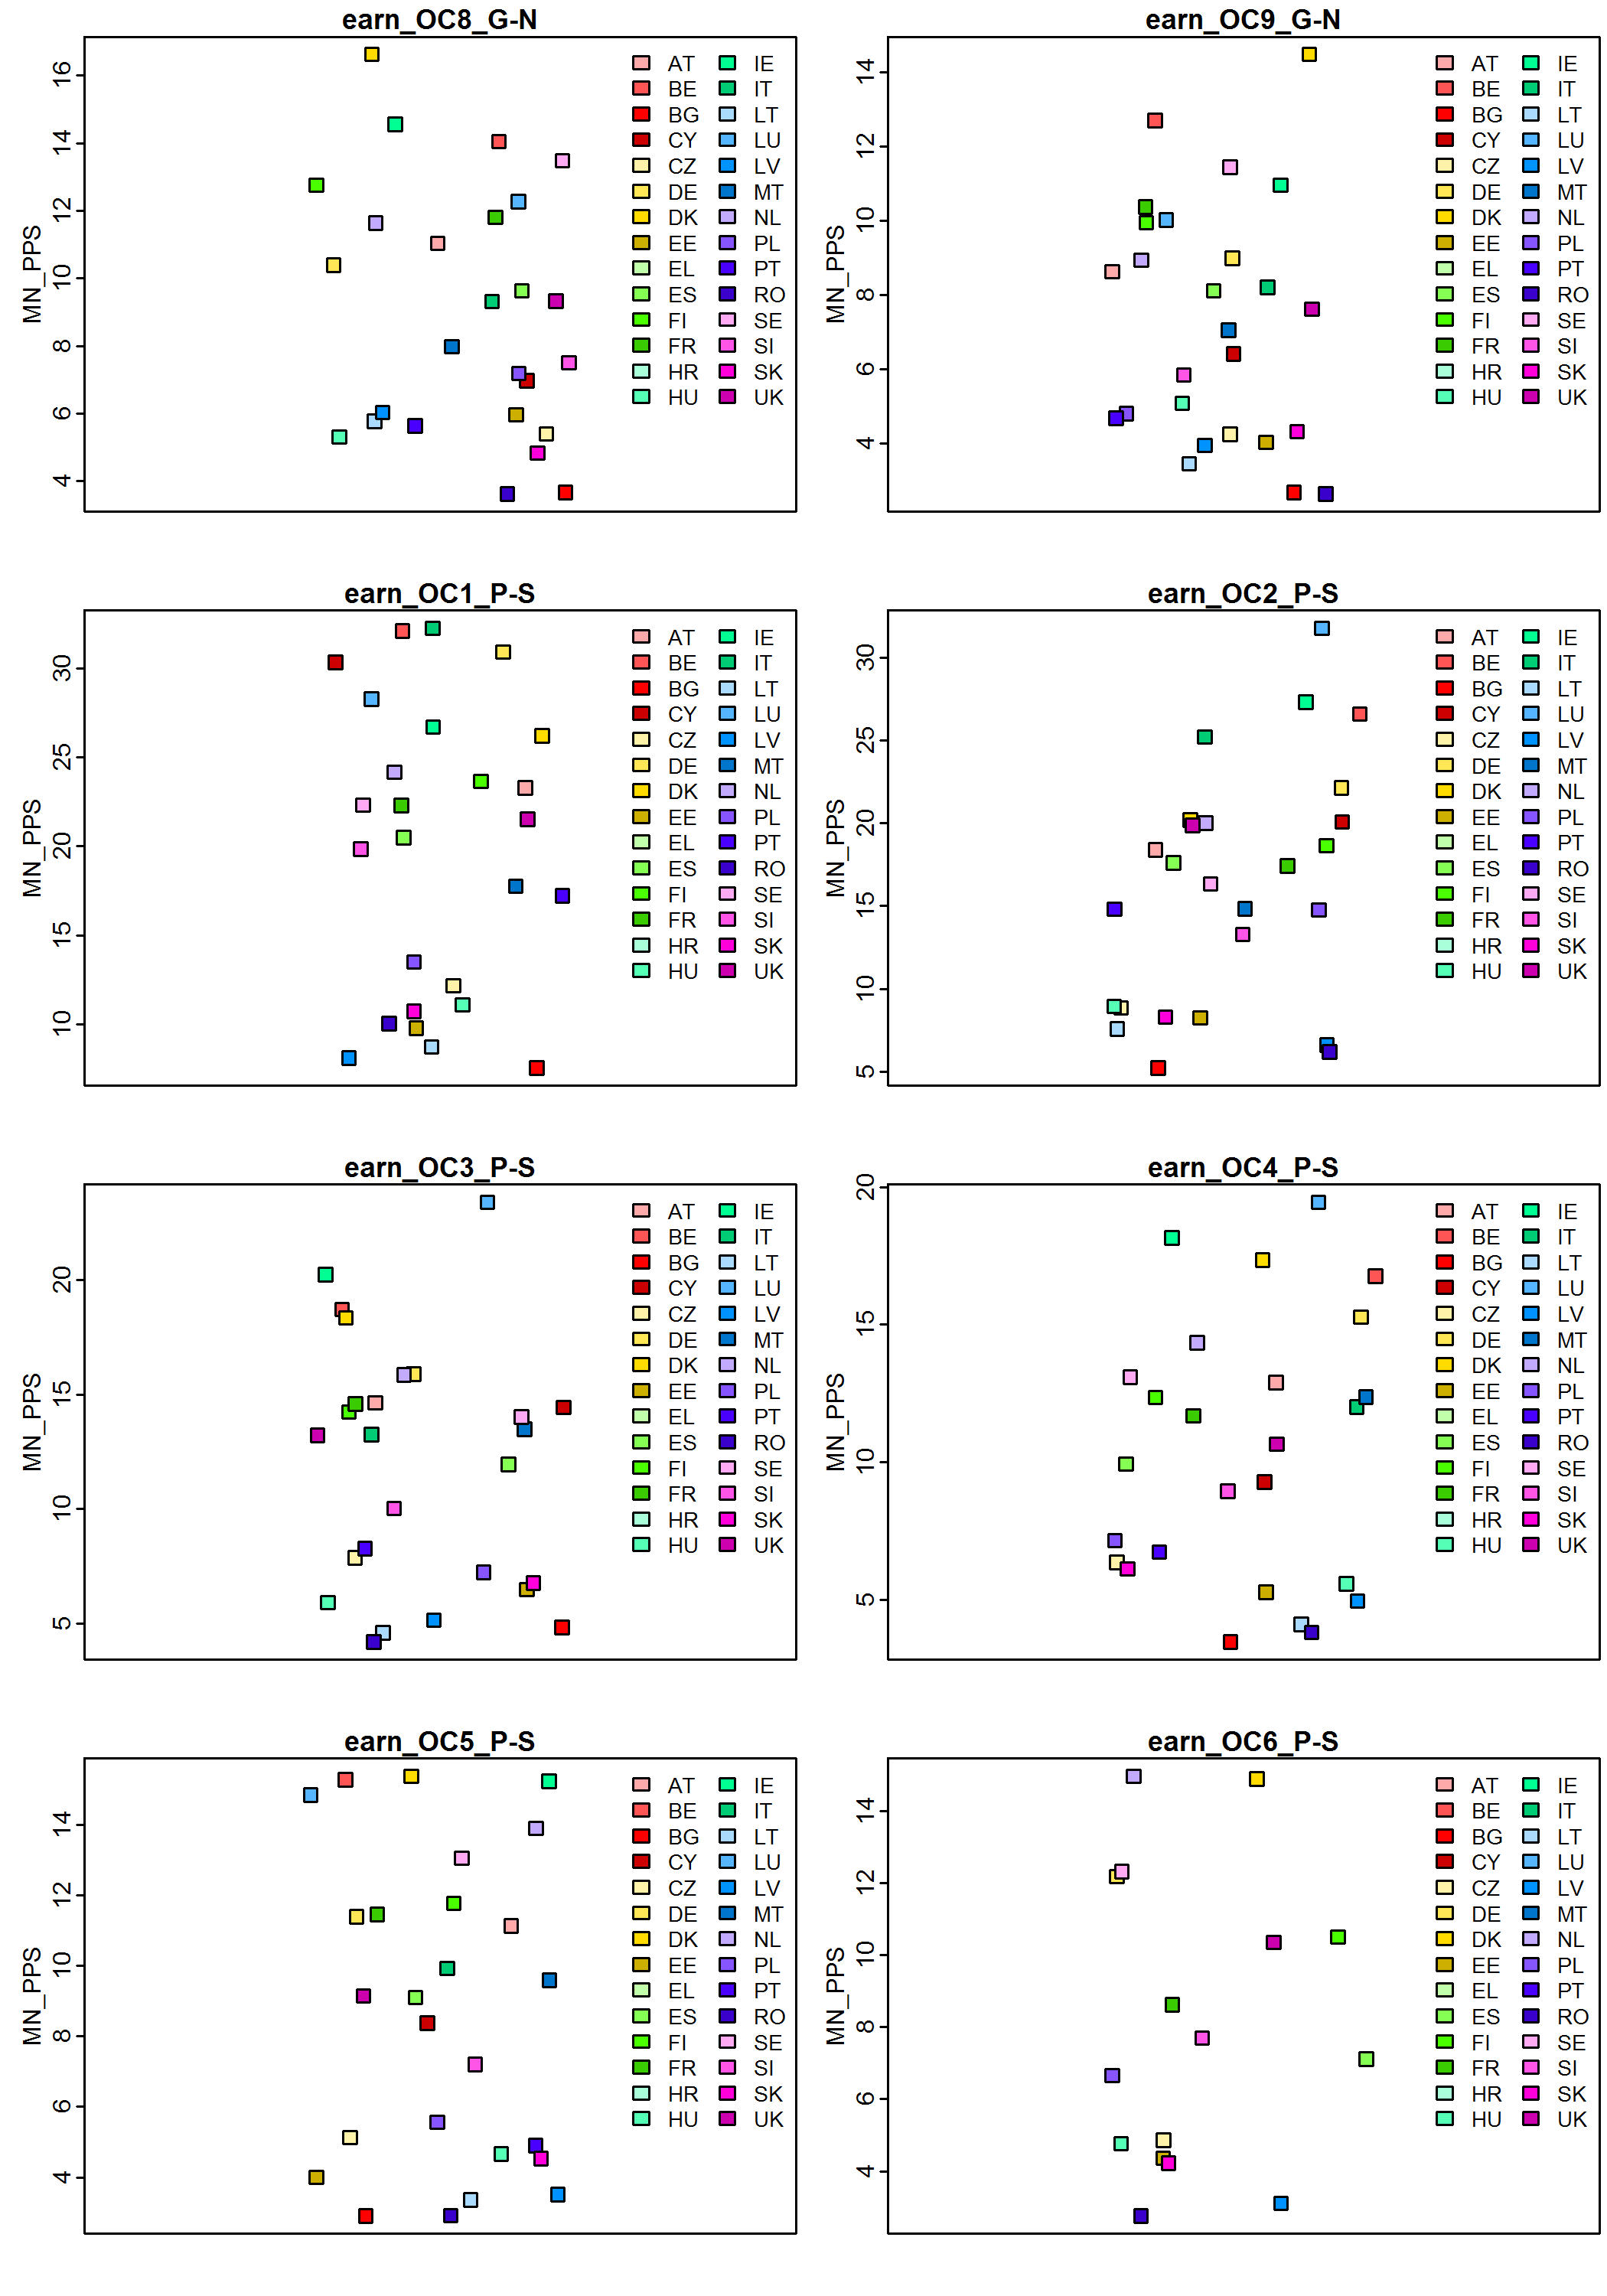 earn_OC8_G-N
MN_PPS
16
14
12
10
8
6
4
AT IE
BE IT
BG LT
CY LU
CZ LV
DE MT
DK NL
EE PL
EL PT
ES RO
FI SE
FR SI
HR SK
HU UK
earn_OC9_G-N
MN_PPS
14
12
10
8
6
4
AT IE
BE IT
BG LT
CY LU
CZ LV
DE MT
DK NL
EE PL
EL PT
ES RO
FI SE
FR SI
HR SK
HU UK
earn_OC1_P-S
MN_PPS
30
25
20
15
10
AT IE
BE IT
BG LT
CY LU
CZ LV
DE MT
DK NL
EE PL
EL PT
ES RO
FI SE
FR SI
HR SK
HU UK
earn_OC2_P-S
MN_PPS
30
25
20
15
10
5
AT IE
BE IT
BG LT
CY LU
CZ LV
DE MT
DK NL
EE PL
EL PT
ES RO
FI SE
FR SI
HR SK
HU UK
earn_OC3_P-S
MN_PPS
20
15
10
5
AT IE
BE IT
BG LT
CY LU
CZ LV
DE MT
DK NL
EE PL
EL PT
ES RO
FI SE
FR SI
HR SK
HU UK
earn_OC4_P-S
MN_PPS
20
15
10
5
AT IE
BE IT
BG LT
CY LU
CZ LV
DE MT
DK NL
EE PL
EL PT
ES RO
FI SE
FR SI
HR SK
HU UK
earn_OC5_P-S
MN_PPS
14
12
10
8
6
4
AT IE
BE IT
BG LT
CY LU
CZ LV
DE MT
DK NL
EE PL
EL PT
ES RO
FI SE
FR SI
HR SK
HU UK
earn_OC6_P-S
MN_PPS
14
12
10
8
6
4
AT IE
BE IT
BG LT
CY LU
CZ LV
DE MT
DK NL
EE PL
EL PT
ES RO
FI SE
FR SI
HR SK
HU UK